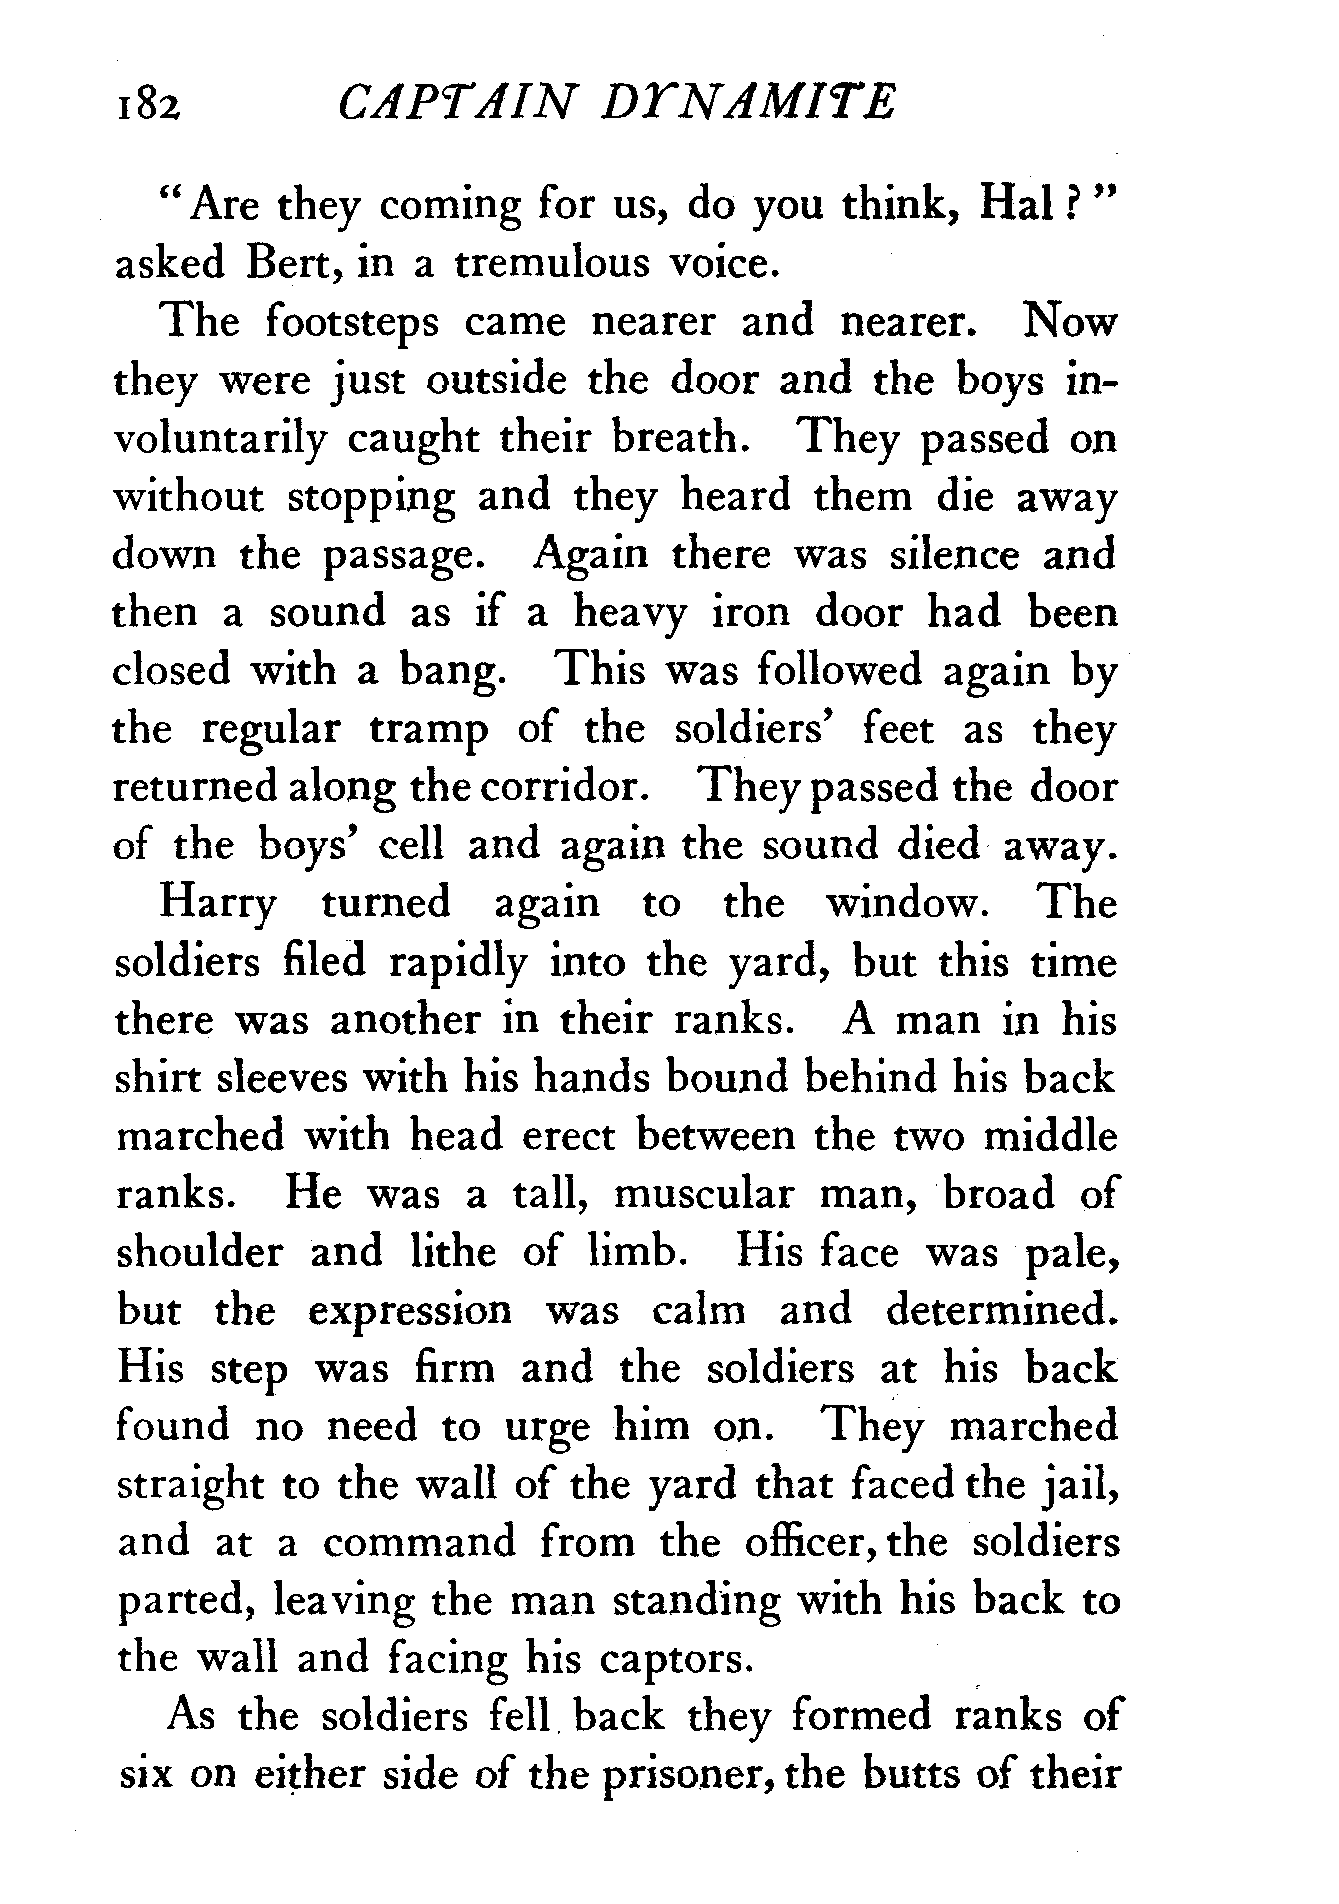 182 CAPTAIN DYNAMITE
"Are they coming for us, do you think, Hal?"
asked Bert, in a tremulous voice.
The footsteps came nearer and nearer. Now
they were just outside the door and the boys in-
voluntarily caught their breath. They passed on
without stopping and they heard them die away
down the passage. Again there was silence and
then a sound as if a heavy iron door had been
closed with a bang. This was followed again by
the regular tramp of the soldiers' feet as they
returned along the corridor. They passed the door
of the boys' cell and again the sound died away.
Harry turned again to the window. The
soldiers filed rapidly into the yard, but this time
there was another in their ranks. A man in his
shirt sleeves with his hands bound behind his back
marched with head erect between the two middle
ranks. He was a tall, muscular man, broad of
shoulder and lithe of limb. His face was pale,
but the expression was calm and determined.
His step was firm and the soldiers at his back
found no need to urge him on. They marched
straight to the wall of the yard that faced the jail,
and at a command from the officer, the soldiers
parted, leaving the man standing with his back to
the wall and facing his captors.
As the soldiers fell back they formed ranks of
six on either side of the prisoner, the butts of their